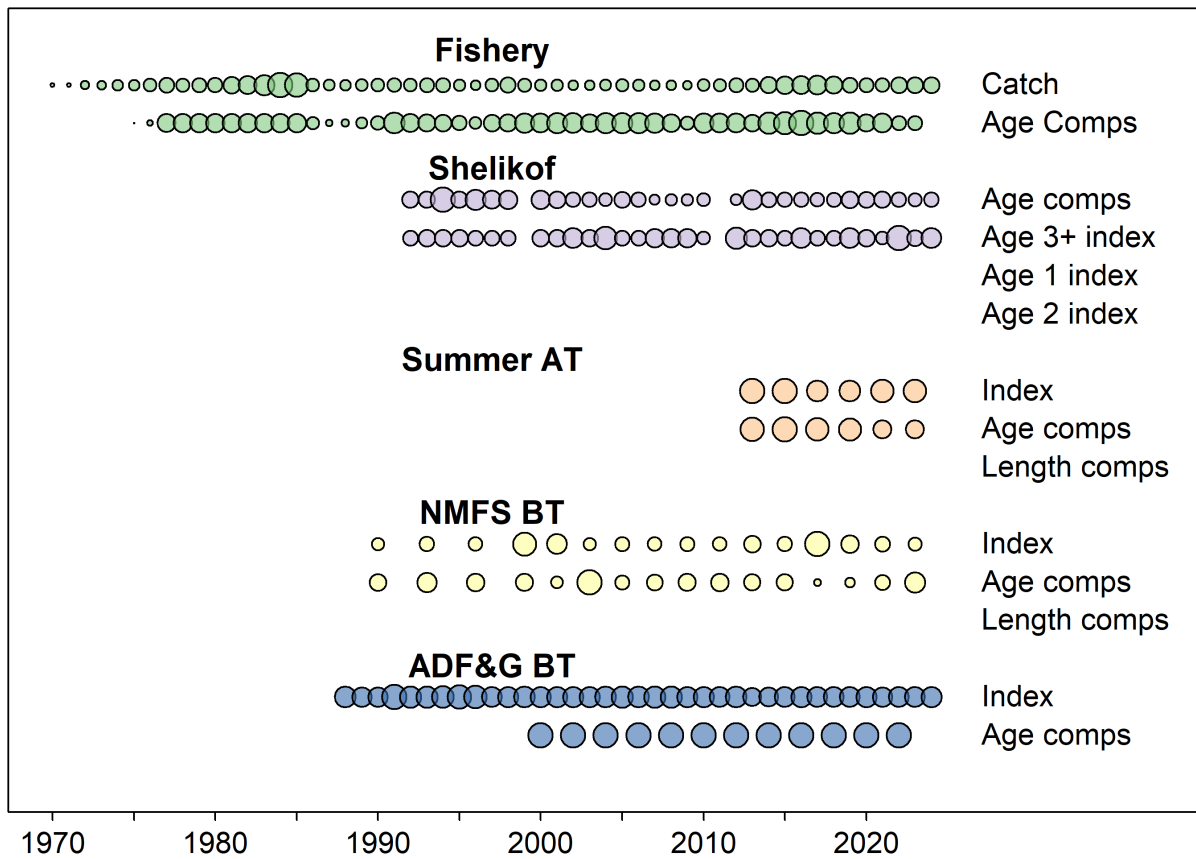 Fishery
Catch
Age Comps
Shelikof
Age comps
Age 3+ index
Age 1 index
Age 2 index
Summer AT
Index
Age comps
Length comps
NMFS BT
Index
Age comps
Length comps
ADF&G BT
Index
Age comps
1970 1980 1990 2000 2010 2020